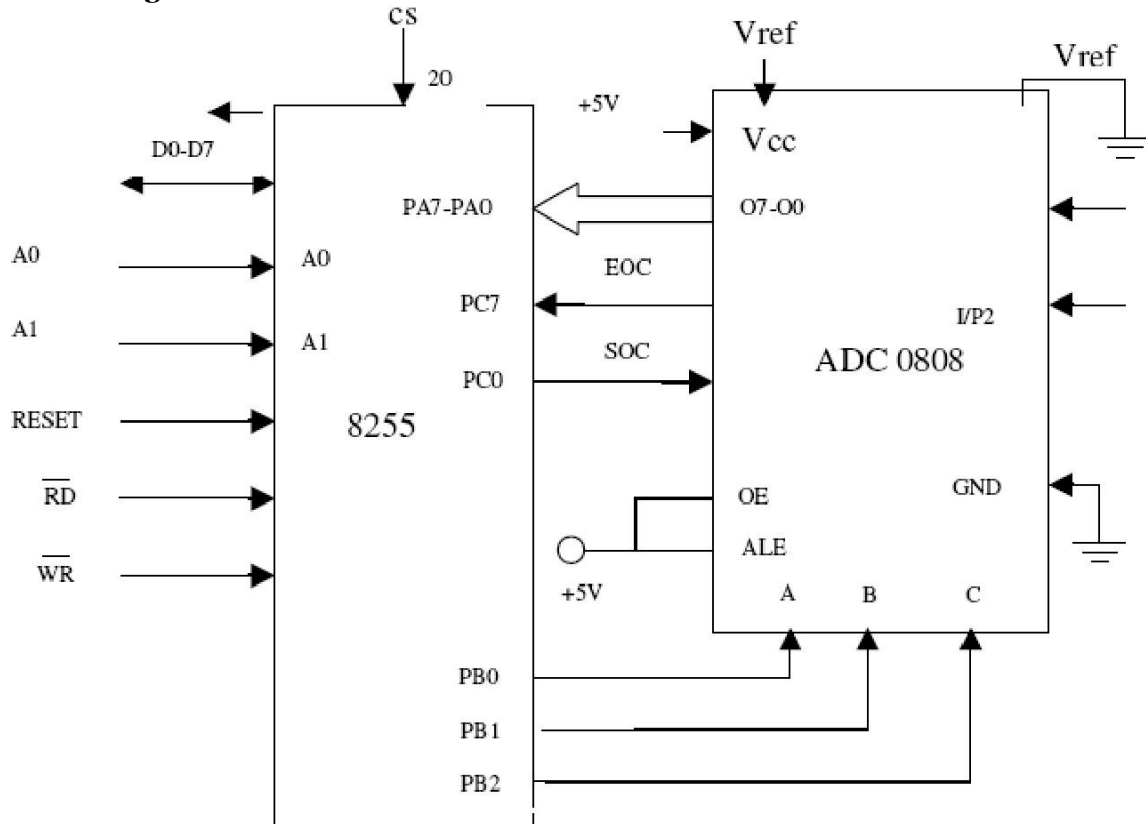 CS
20
Vref
Vref
+5V
Vcc
D0-D7
PA7-PA0
O7-O0
A0
A0
EOC
PC7
I/P2
A1
A1
SOC
PC0
ADC 0808
RESET
8255
RD
OE
GND
ALE
WR
+5V
A
B
C
PB0
PB1
PB2